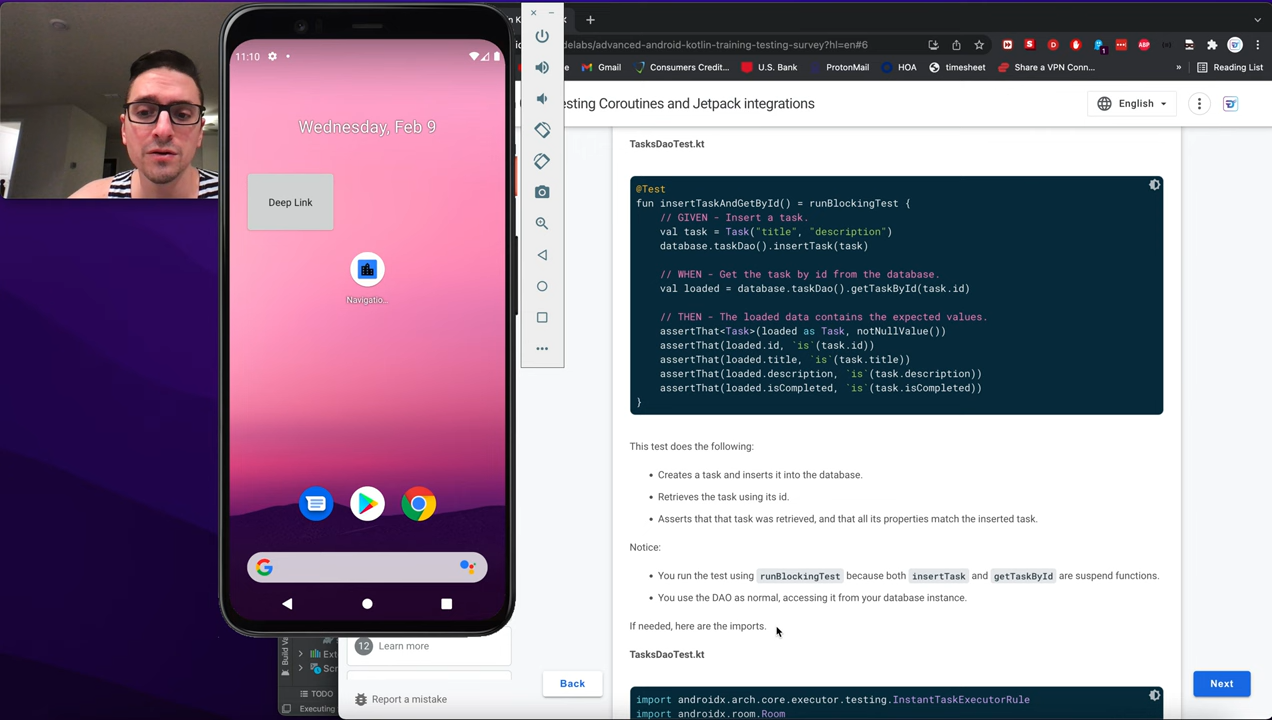 11:10
Wednesday, Feb 9
Deep Link
Navigatio...
Build Va
Ext
Scr
TODO
Executing
12 Learn more
Report a mistake
Back
Next
n K
delabs/advanced-android-kotlin-training-testing-survey?hl=en#6
Gmail
Consumers Credit...
U.S. Bank
ProtonMail
HOA
timesheet
Share a VPN Conn...
»
Reading List
esting Coroutines and Jetpack integrations
English
TasksDaoTest.kt
@Test
fun insertTaskAndGetById() = runBlockingTest {
// GIVEN - Insert a task.
val task = Task("title", "description")
database.taskDao().insertTask(task)
// WHEN - Get the task by id from the database.
val loaded = database.taskDao().getTaskById(task.id)
// THEN - The loaded data contains the expected values.
assertThat<Task>(loaded as Task, notNullValue())
assertThat(loaded.id, `is`(task.id))
assertThat(loaded.title, `is`(task.title))
assertThat(loaded.description, `is`(task.description))
assertThat(loaded.isCompleted, `is`(task.isCompleted))
}
This test does the following:
• Creates a task and inserts it into the database.
• Retrieves the task using its id.
• Asserts that that task was retrieved, and that all its properties match the inserted task.
Notice:
• You run the test using runBlockingTest because both insertTask and getTaskById are suspend functions.
• You use the DAO as normal, accessing it from your database instance.
If needed, here are the imports.
TasksDaoTest.kt
import androidx.arch.core.executor.testing.InstantTaskExecutorRule
import androidx.room.Room